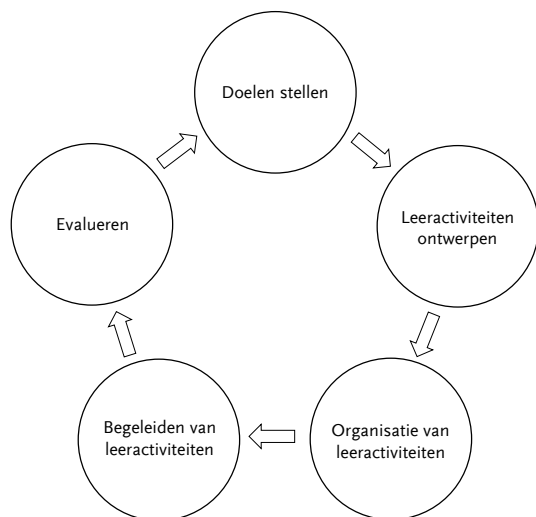 Doelen stellen
Leeractiviteiten
ontwerpen
Organisatie van
leeractiviteiten
Begeleiden van
leeractiviteiten
Evalueren